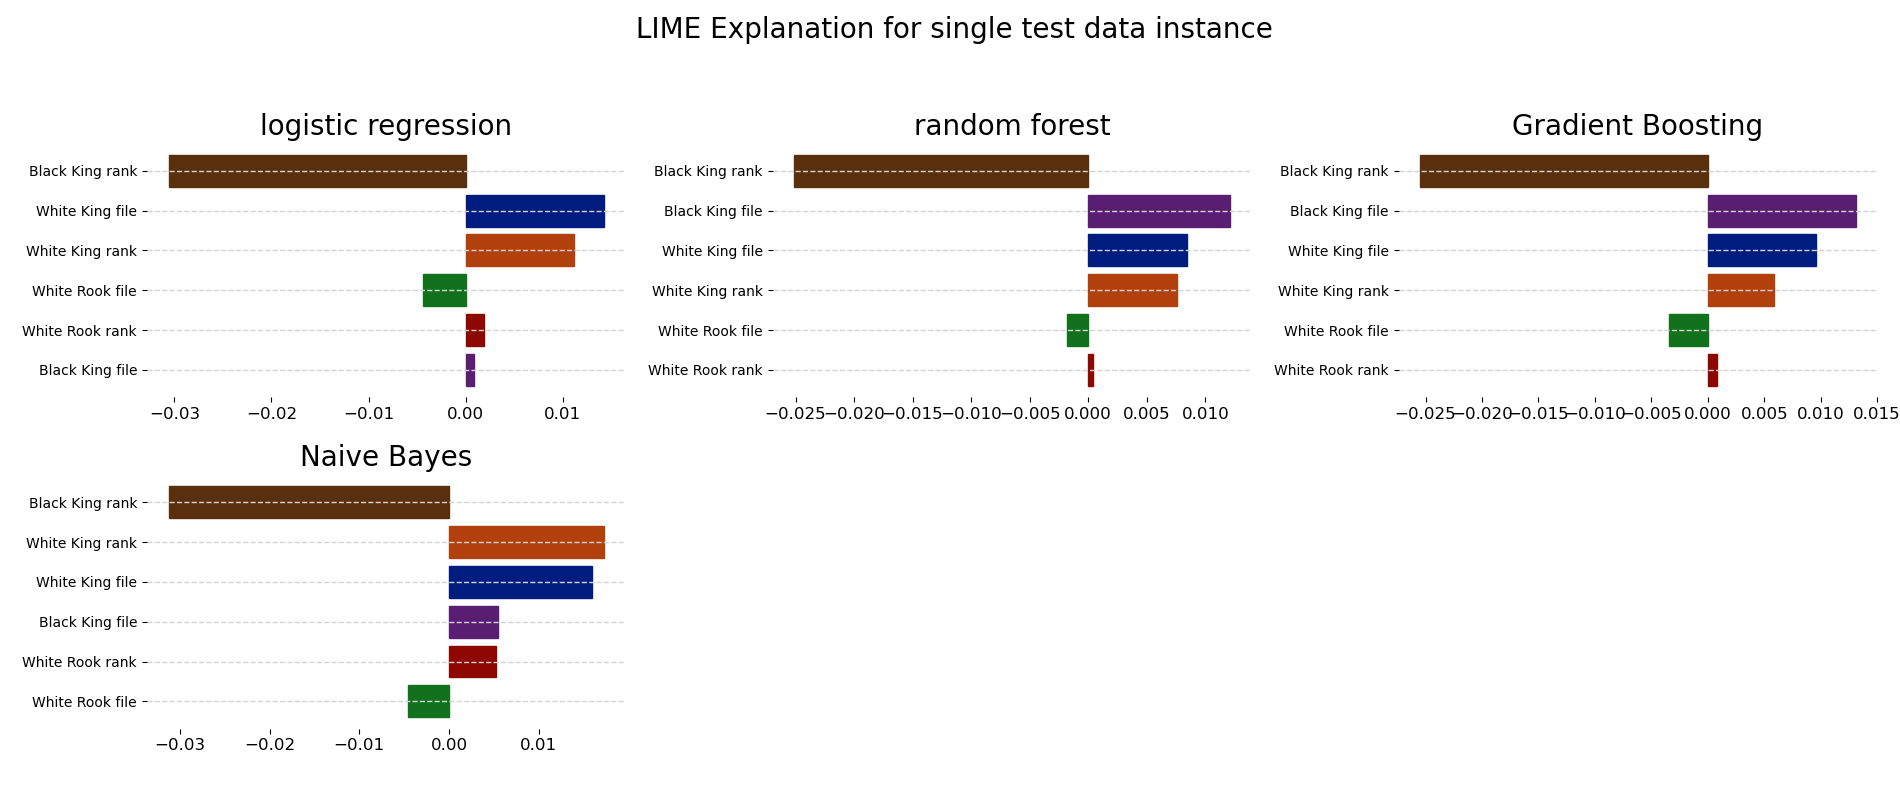 LIME Explanation for single test data instance
logistic regression
Black King rank
White King file
White King rank
White Rook file
White Rook rank
Black King file
−0.03 −0.02 −0.01 0.00 0.01
random forest
Black King rank
Black King file
White King file
White King rank
White Rook file
White Rook rank
−0.025 −0.020 −0.015 −0.010 −0.005 0.000 0.005 0.010
Gradient Boosting
Black King rank
Black King file
White King file
White King rank
White Rook file
White Rook rank
−0.025 −0.020 −0.015 −0.010 −0.005 0.000 0.005 0.010 0.015
Naive Bayes
Black King rank
White King rank
White King file
Black King file
White Rook rank
White Rook file
−0.03 −0.02 −0.01 0.00 0.01